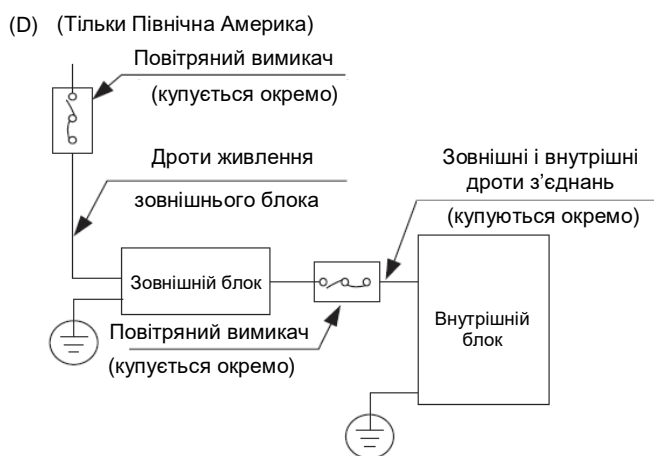 (D) (Тільки Північна Америка)
Повітряний вимикач
(купується окремо)
Дроти живлення
зовнішнього блока
Зовнішні і внутрішні
дроти з’єднань
(купуються окремо)
Зовнішній блок
Повітряний вимикач
(купується окремо)
Внутрішній
блок